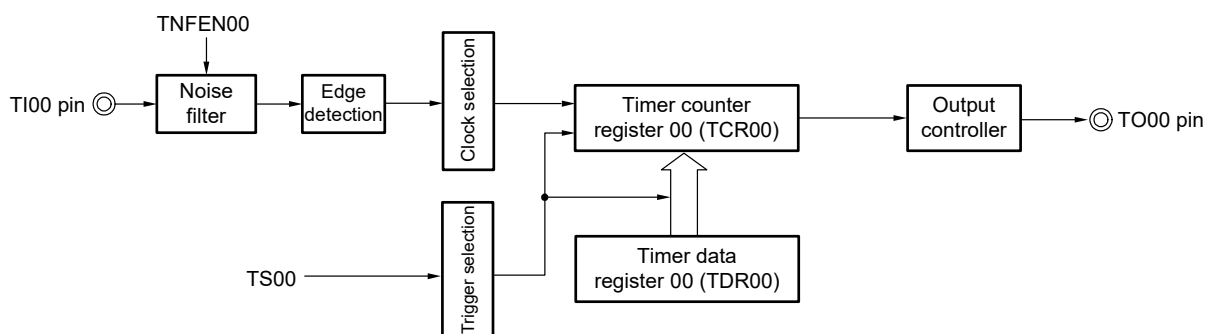 TNFEN00
TI00 pin
Noise
filter
Edge
detection
Clock selection
Timer counter
register 00 (TCR00)
Output
controller
TO00 pin
TS00
Trigger selection
Timer data
register 00 (TDR00)